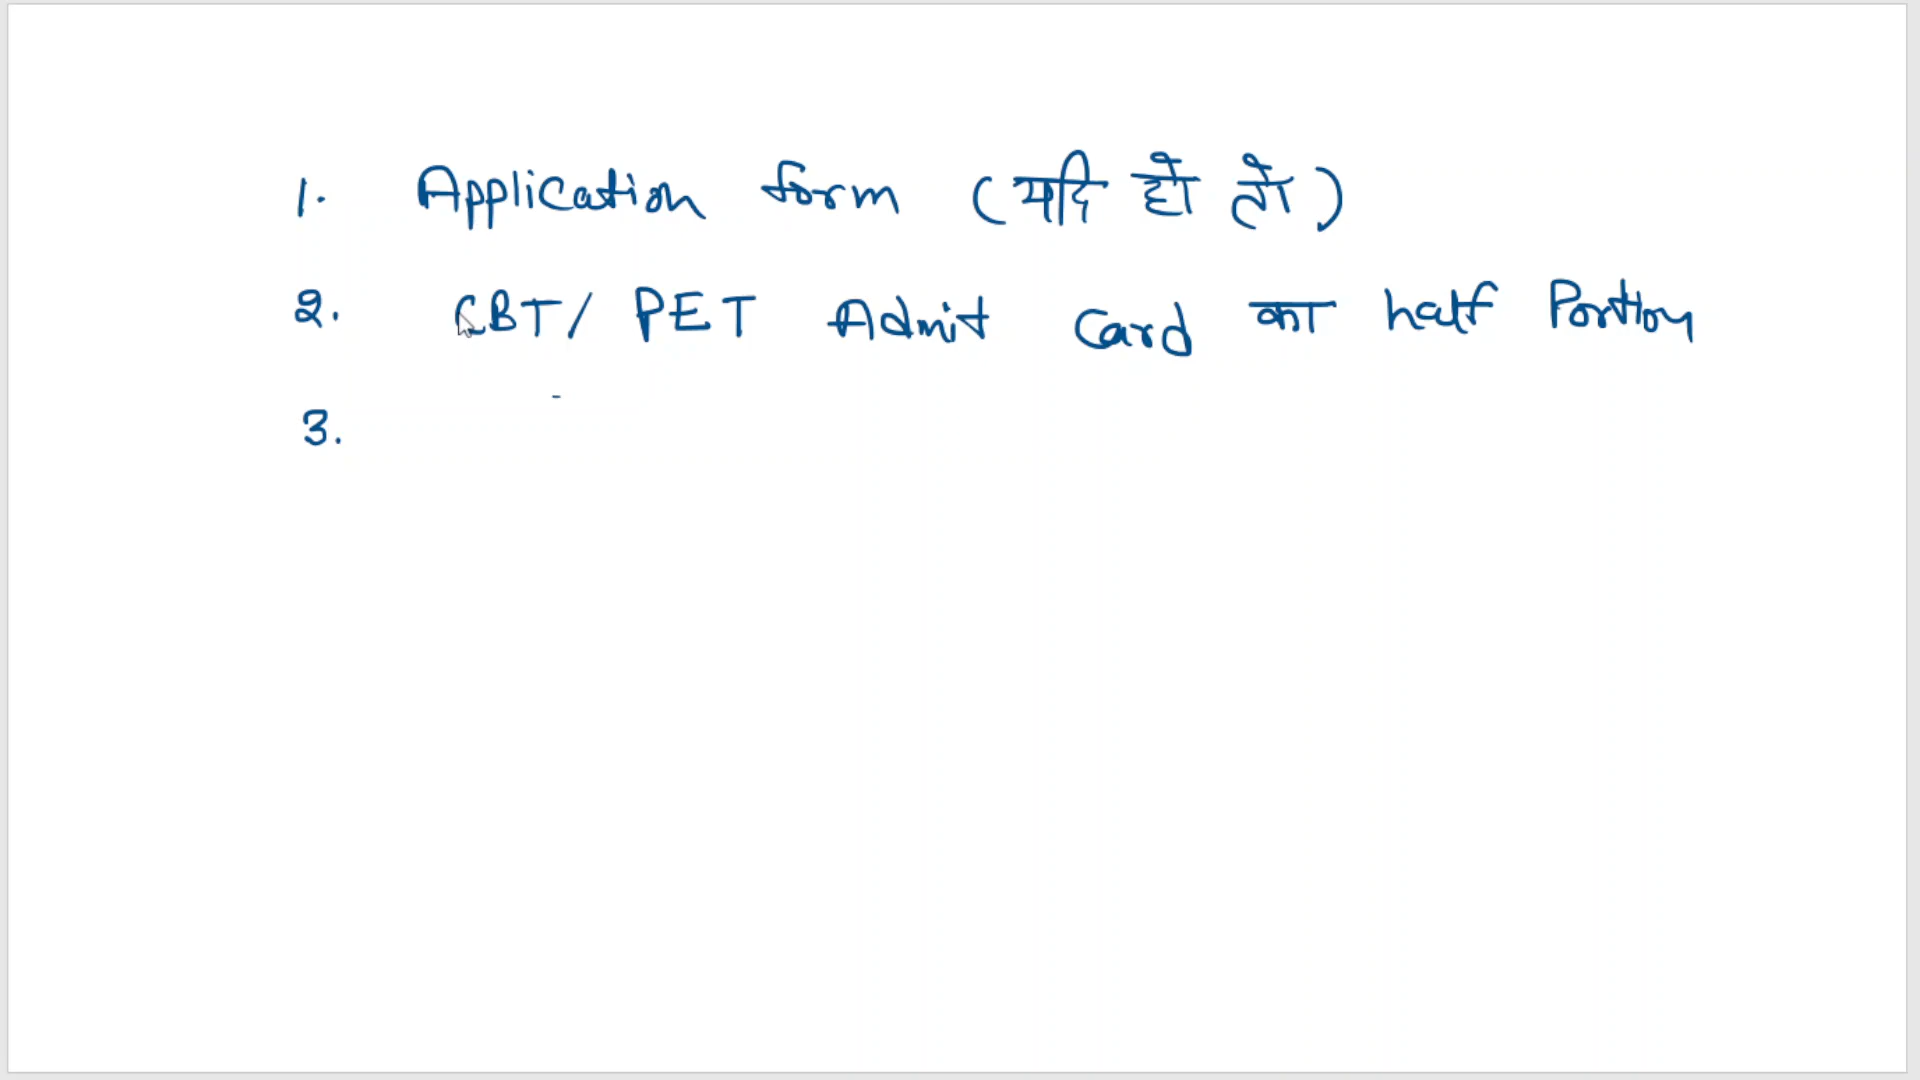 1. Application form (यदि हो तो)
2. CBT/ PET Admit Card का half Portion
3.